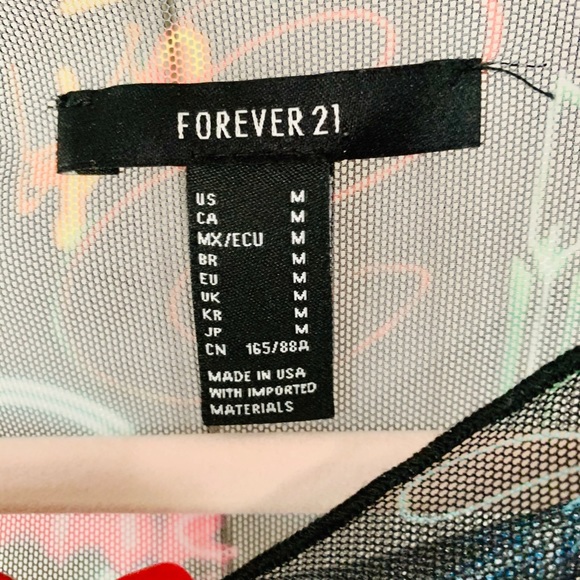 FOREVER 21
US M
CA M
MX/ECU M
BR M
EU M
UK M
KR M
JP M
CN 165/88A
MADE IN USA
WITH IMPORTED
MATERIALS